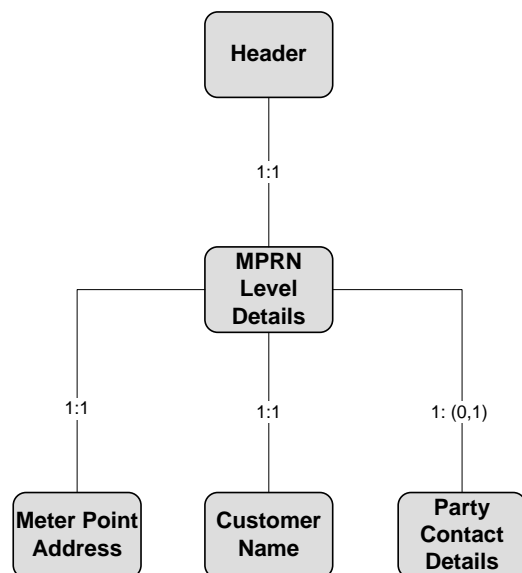 Header
1:1
MPRN
Level
Details
1:1
1:1
1: (0,1)
Meter Point
Address
Customer
Name
Party
Contact
Details